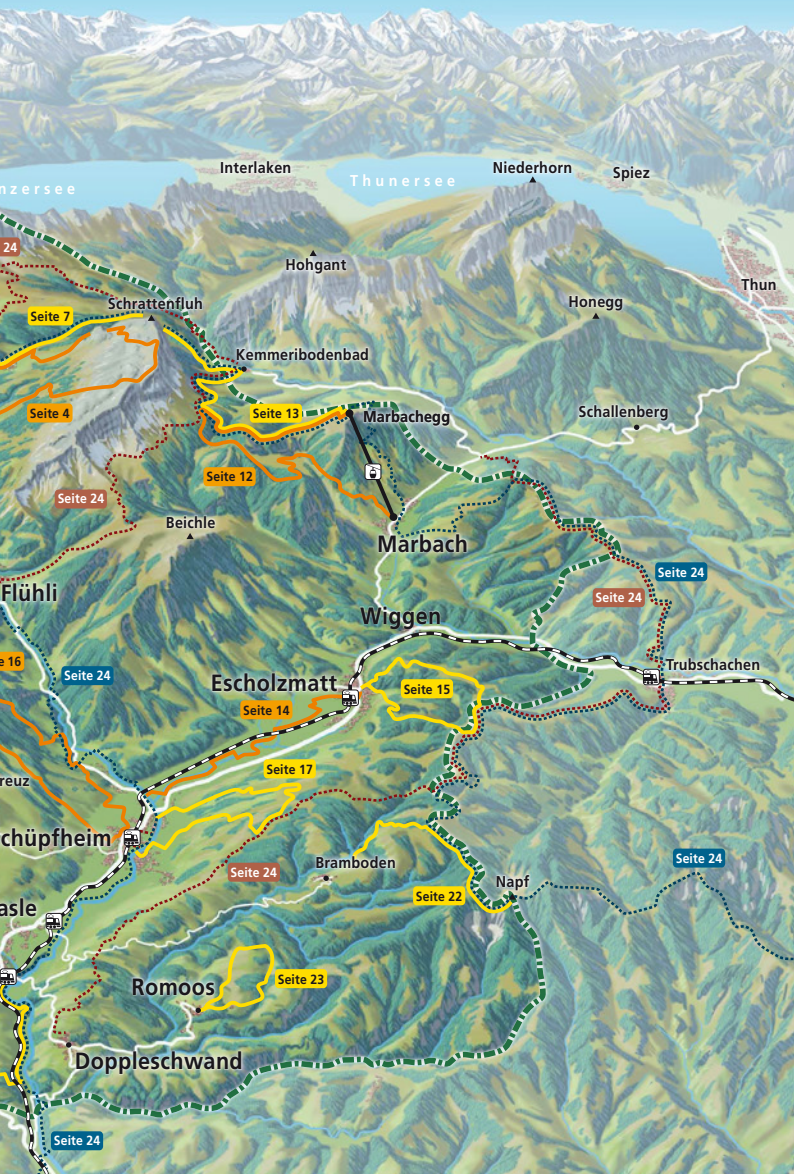 Interlaken
Niederhorn
Spiez
nzersee
Thunersee
24
Hohgant
Thun
Schrattenfluh
Honegg
Seite 7
Kemmeribodenbad
Seite 4
Seite 13
Marbachegg
Schallenberg
Seite 12
Seite 24
Beichle
Marbach
Seite 24
Flühli
Seite 24
Wiggen
e 16
Seite 24
Trubschachen
Escholzmatt
Seite 15
Seite 14
Seite 17
reuz
chüpfheim
Bramboden
Seite 24
Seite 24
Napf
Seite 22
asle
Romoos
Seite 23
Doppleschwand
Seite 24